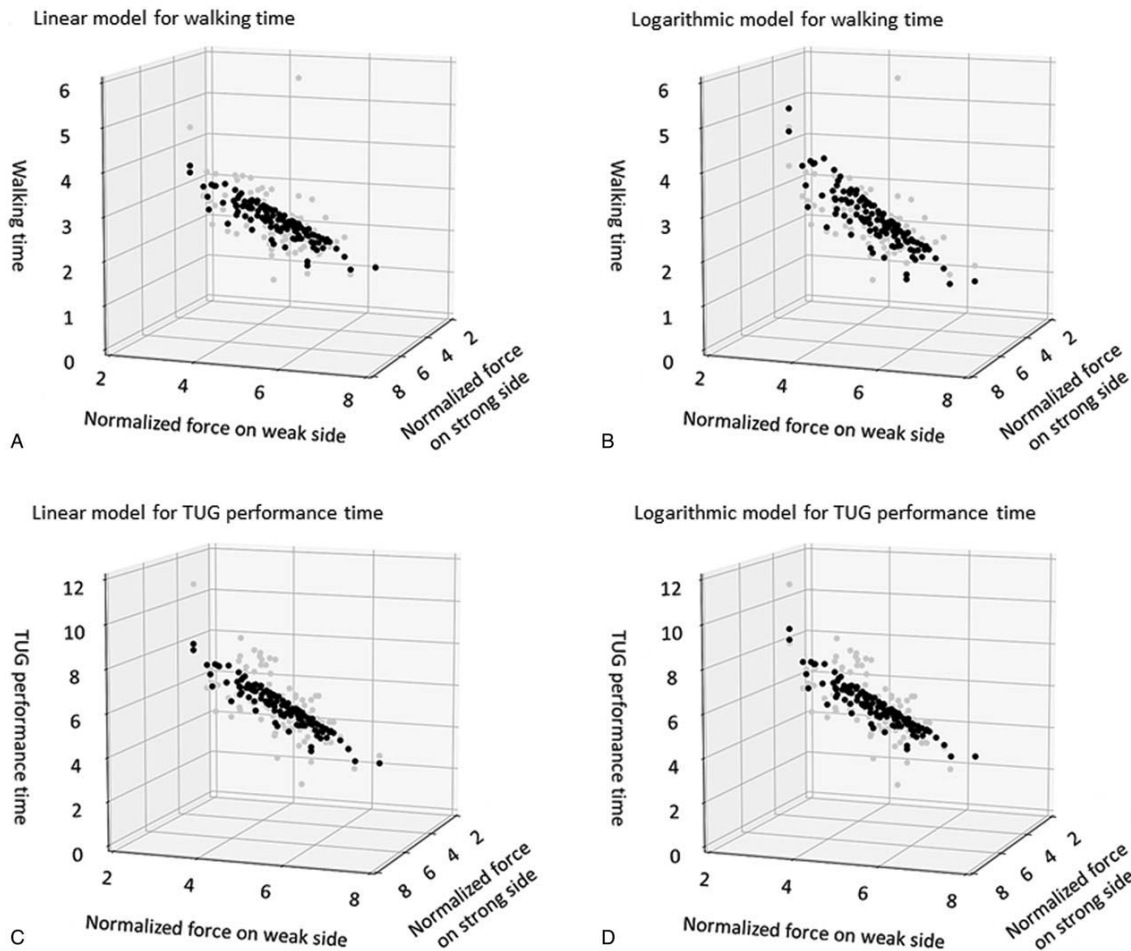 Linear model for walking time
6
5
4
3
2
1
0
Walking time
2
4
6
8
8
6
4
2
Normalized force on weak side
Normalized force
on strong side
A
Logarithmic model for walking time
6
5
4
3
2
1
0
Walking time
2
4
6
8
8
6
4
2
Normalized force on weak side
Normalized force
on strong side
B
Linear model for TUG performance time
12
10
8
6
4
2
0
TUG performance time
2
4
6
8
8
6
4
2
Normalized force on weak side
Normalized force
on strong side
C
Logarithmic model for TUG performance time
12
10
8
6
4
2
0
TUG performance time
2
4
6
8
8
6
4
2
Normalized force on weak side
Normalized force
on strong side
D